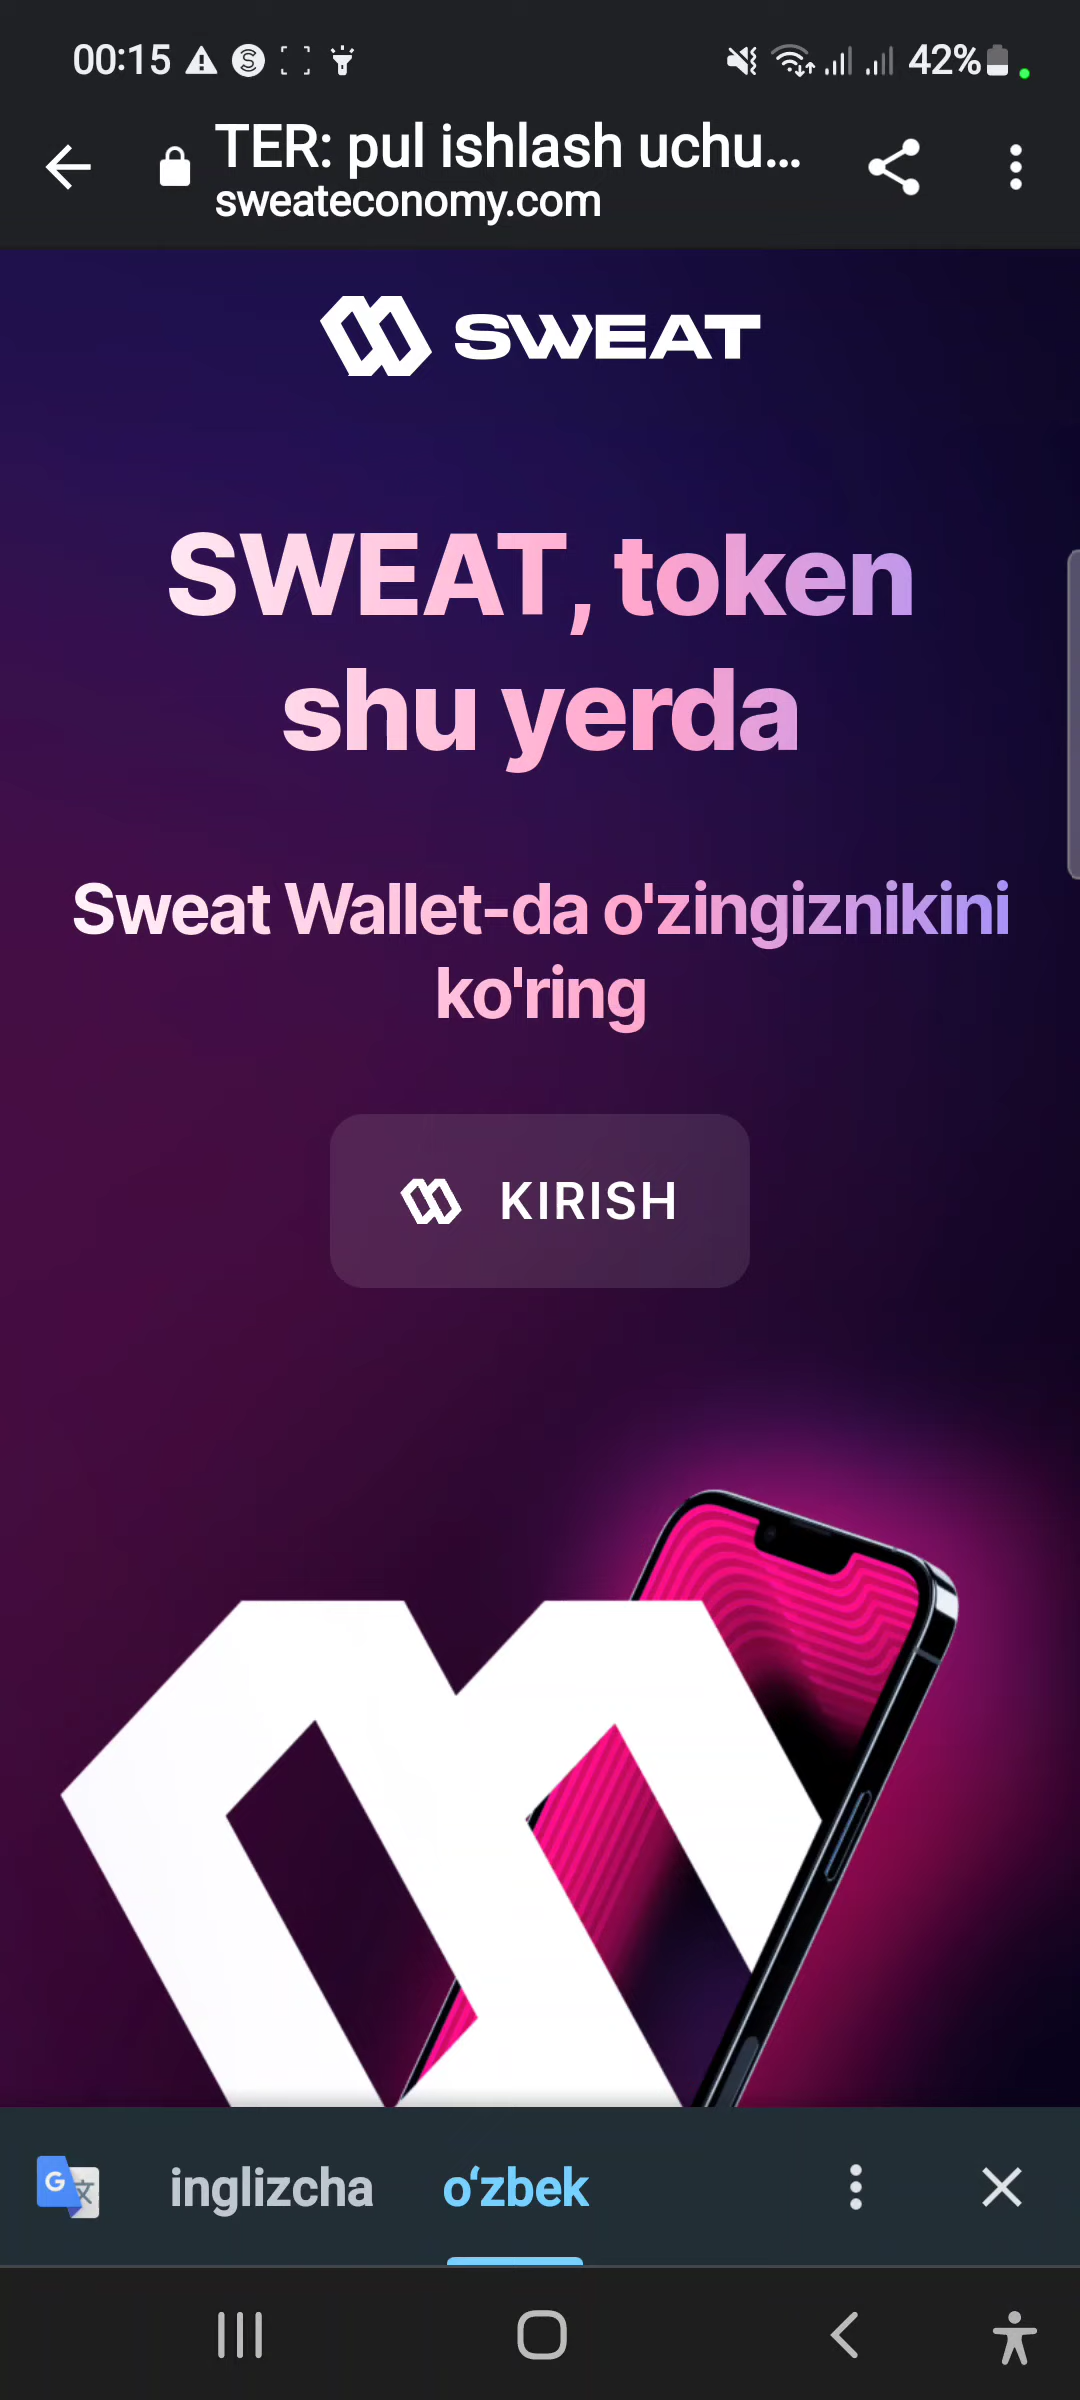 00:15
42%
TER: pul ishlash uchu...
sweateconomy.com
SWEAT
SWEAT, token
shu yerda
Sweat Wallet-da o'zingiznikini
ko'ring
KIRISH
inglizcha oʻzbek